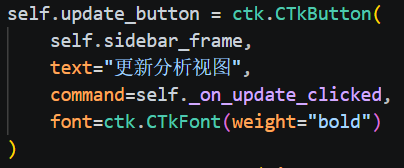 self.update_button = ctk.CTkButton(
    self.sidebar_frame,
    text="更新分析视图",
    command=self._on_update_clicked,
    font=ctk.CTkFont(weight="bold")
)